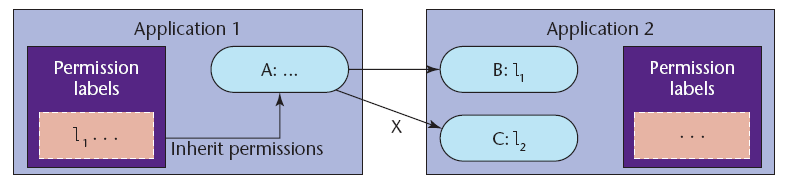 Application 1
Application 2
Permission
labels
l1 ...
A: ...
Inherit permissions
X
B: l1
C: l2
Permission
labels
...